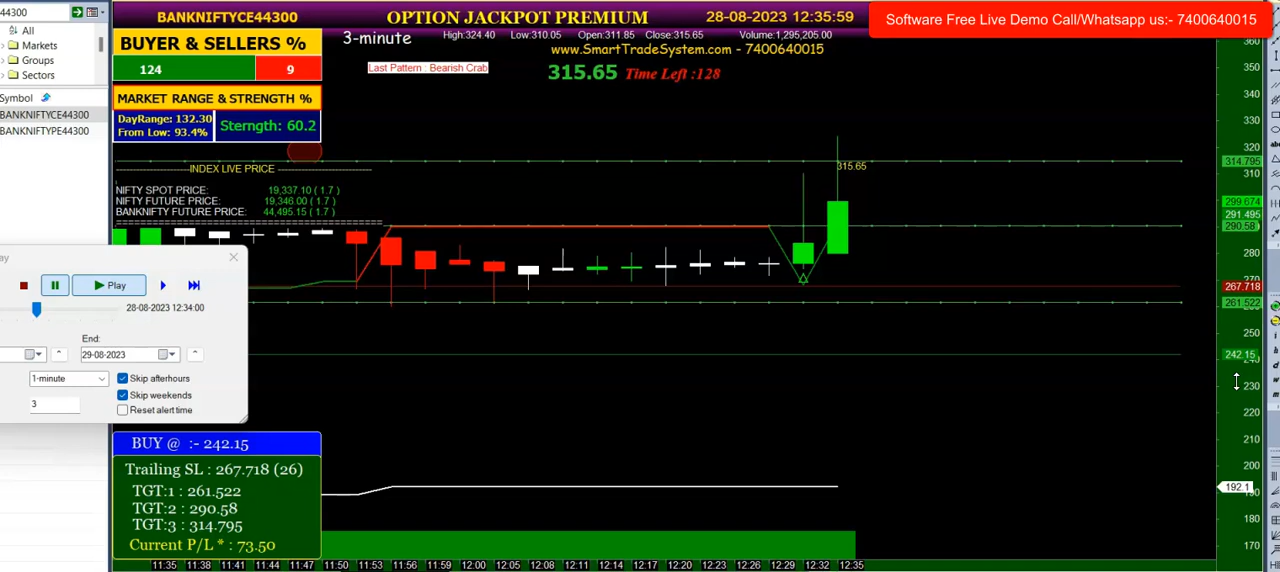 44300
All
Markets
Groups
Sectors
Symbol
BANKNIFTYCE44300
BANKNIFTYPE44300
BANKNIFTYCE44300
OPTION JACKPOT PREMIUM
28-08-2023 12:35:59
Software Free Live Demo Call/Whatsapp us:- 7400640015
BUYER & SELLERS %
124
9
3-minute
High:324.40
Low:310.05
Open:311.85
Close:315.65
Volume:1,295,205.00
www.SmartTradeSystem.com - 7400640015
Last Pattern : Bearish Crab
315.65 Time Left :128
MARKET RANGE & STRENGTH %
DayRange: 132.30
From Low: 93.4%
Sterngth: 60.2
INDEX LIVE PRICE
NIFTY SPOT PRICE: 19,337.10 ( 1.7 )
NIFTY FUTURE PRICE: 19,346.00 ( 1.7 )
BANKNIFTY FUTURE PRICE: 44,495.15 ( 1.7 )
315.65
Play
28-08-2023 12:34:00
End:
29-08-2023
1-minute
Skip afterhours
Skip weekends
3
Reset alert time
BUY @ :- 242.15
Trailing SL : 267.718 (26)
TGT:1 : 261.522
TGT:2 : 290.58
TGT:3 : 314.795
Current P/L * : 73.50
360
350
340
330
320
314.795
310
299.674
291.495
290.58
280
270
267.718
261.522
250
242.15
230
220
210
200
192.1
180
170
11:35 11:38 11:41 11:44 11:47 11:50 11:53 11:56 11:59 12:00 12:05 12:08 12:11 12:14 12:17 12:20 12:23 12:26 12:29 12:32 12:35